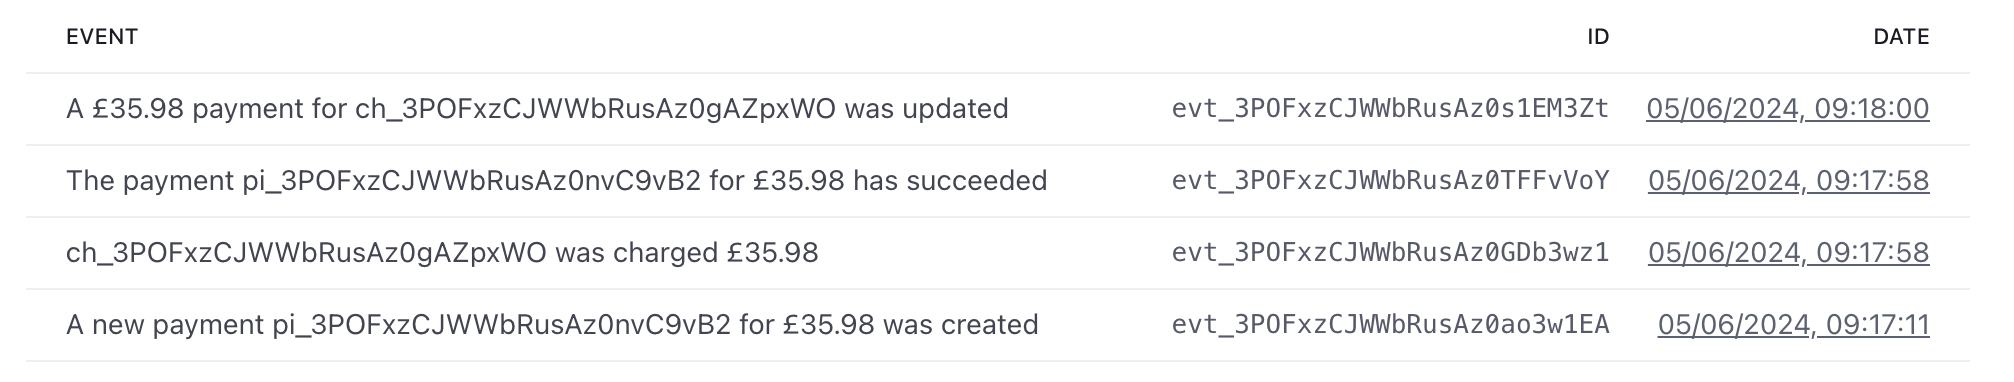 EVENT ID DATE
A £35.98 payment for ch_3POFxzCJWWbRusAz0gAZpxWO was updated evt_3POFxzCJWWbRusAz0s1EM3Zt 05/06/2024, 09:18:00
The payment pi_3POFxzCJWWbRusAz0nvC9vB2 for £35.98 has succeeded evt_3POFxzCJWWbRusAz0TFFvVoY 05/06/2024, 09:17:58
ch_3POFxzCJWWbRusAz0gAZpxWO was charged £35.98 evt_3POFxzCJWWbRusAz0GDb3wz1 05/06/2024, 09:17:58
A new payment pi_3POFxzCJWWbRusAz0nvC9vB2 for £35.98 was created evt_3POFxzCJWWbRusAz0ao3w1EA 05/06/2024, 09:17:11